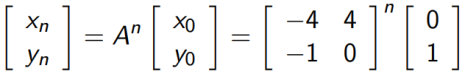 [ xₙ yₙ ] = Aⁿ [ x₀ y₀ ] = [ −4 4 −1 0 ]ⁿ [ 0 1 ]